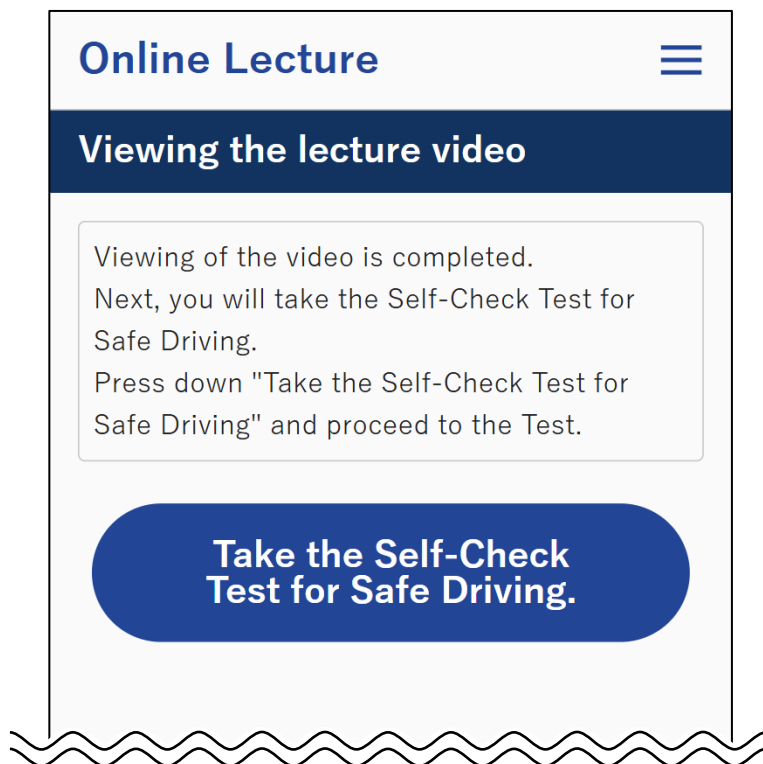 Online Lecture
Viewing the lecture video
Viewing of the video is completed.
Next, you will take the Self-Check Test for
Safe Driving.
Press down "Take the Self-Check Test for
Safe Driving" and proceed to the Test.
Take the Self-Check
Test for Safe Driving.